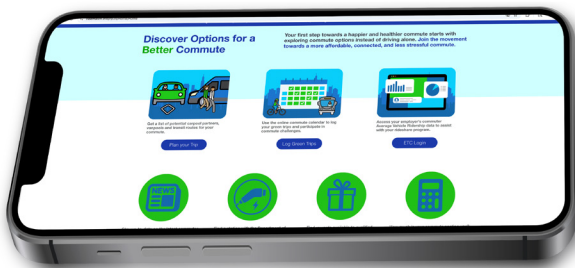 Discover Options for a
Better Commute
Your first step towards a happier and healthier commute starts with
exploring commute options instead of driving alone. Join the movement
towards a more affordable, connected, and less stressful commute.
Get a list of potential carpool partners,
vanpools and transit routes for your
commute.
Plan your Trip
Use the online commute calendar to log
your green trips and participate in
commute challenges.
Log Green Trips
Access your employer's commuter
Average Vehicle Ridership data to assist
with your rideshare program.
ETC Login
NEWS